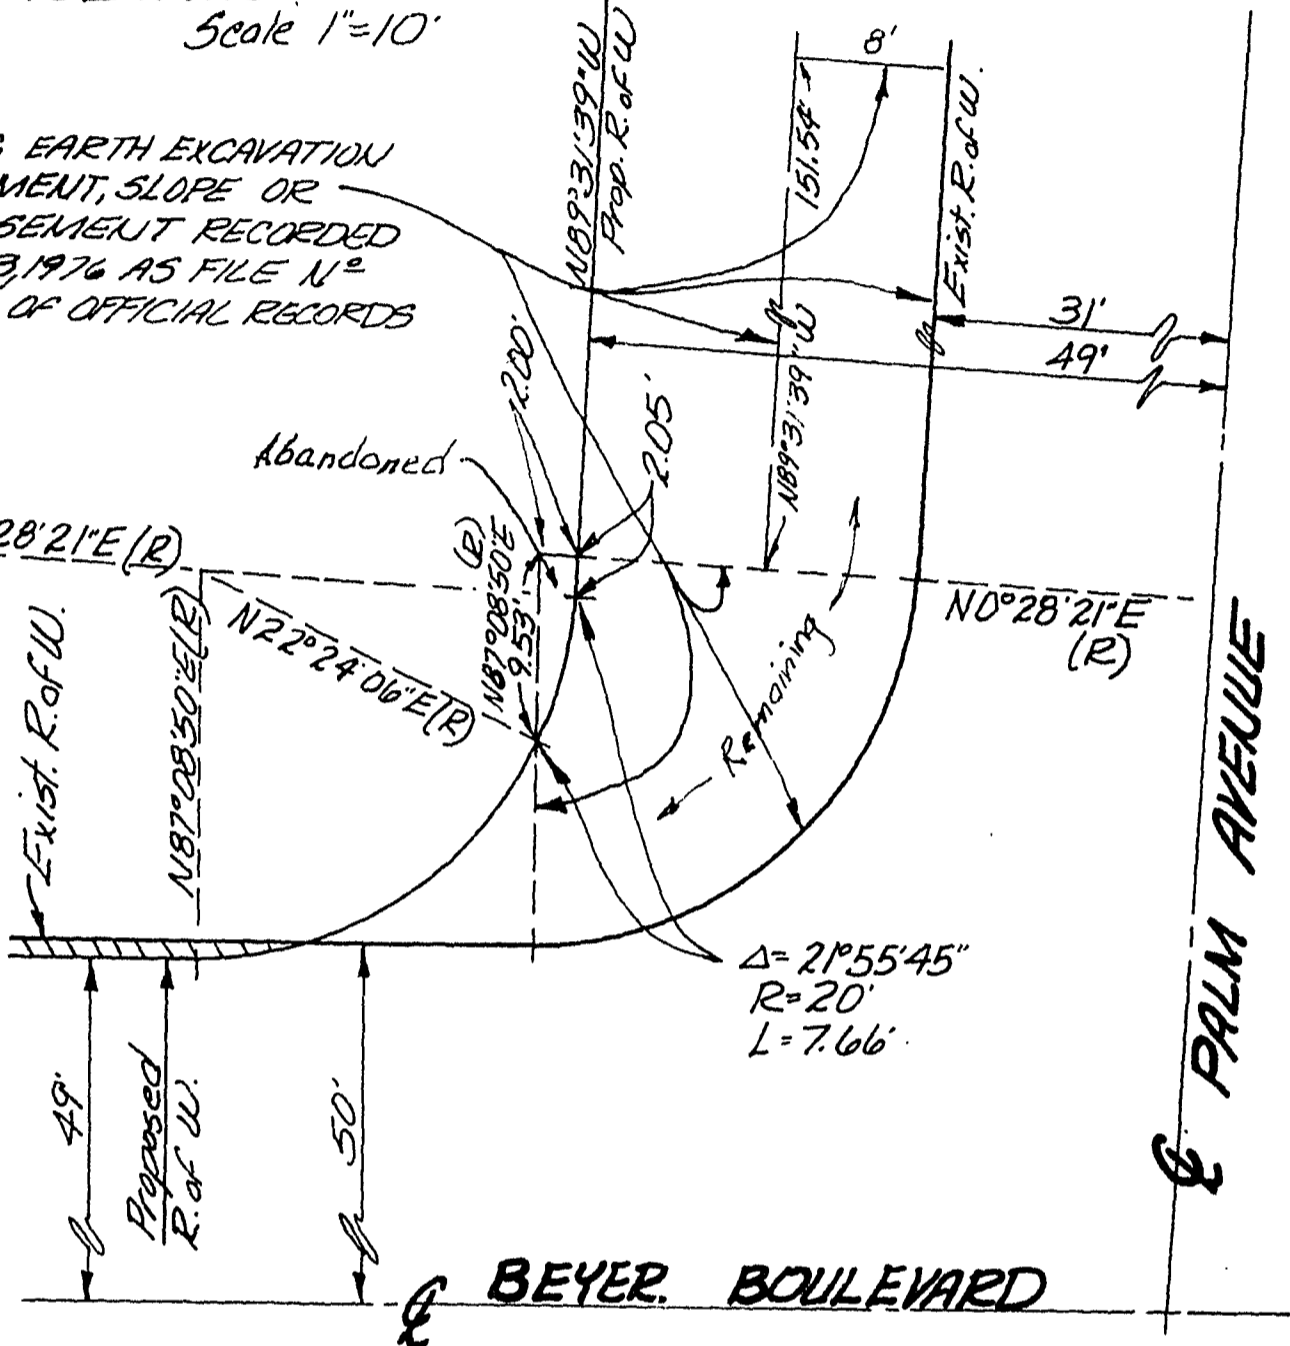 Scale 1"=10'
EARTH EXCAVATION
SLOPE OR
RECORDED
1976 AS FILE Nº
OF OFFICIAL RECORDS
N89°31'39"W
Prop. R. of W
8'
151.54'
Exist. R. of W.
31'
49'
N89°31'39"W
2.00'
2.05'
Abandoned
28'21"E (R)
N87°08'50"E
(R)
9.53'
N0°28'21"E
(R)
N22°24'06"E(R)
N87°08'50"E(R)
Exist. R. of W.
Remaining
Δ= 21°55'45"
R= 20'
L= 7.66'
49'
Proposed
R. of W.
50'
PALM AVENUE
BEYER. BOULEVARD